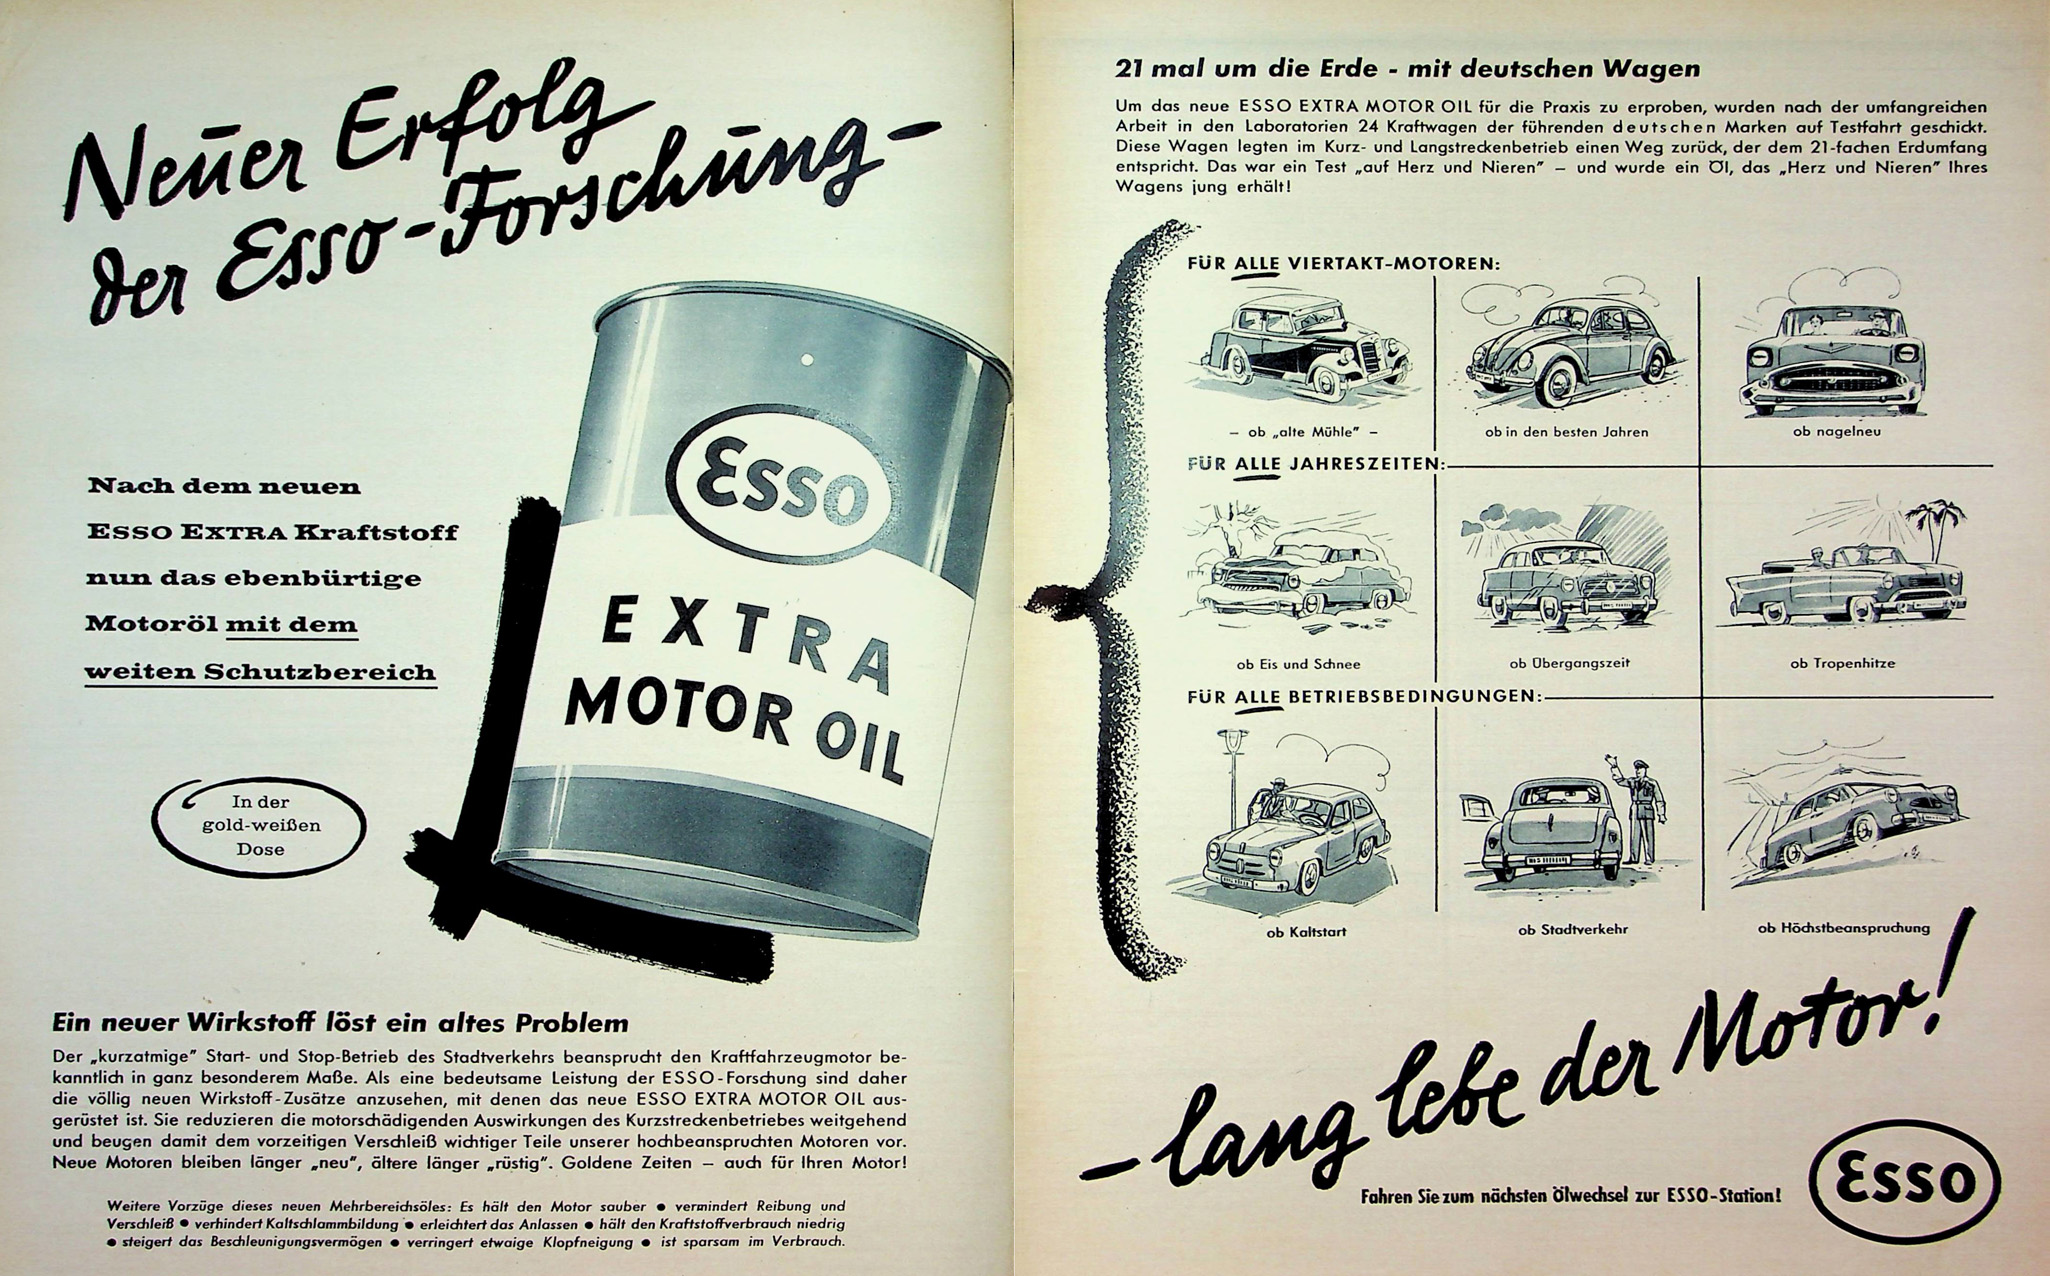 Neuer Erfolg
der Esso-Forschung-
Esso
EXTRA
MOTOR OIL
Nach dem neuen
ESSO EXTRA Kraftstoff
nun das ebenbürtige
Motoröl mit dem
weiten Schutzbereich
In der
gold-weißen
Dose
Ein neuer Wirkstoff löst ein altes Problem
Der „kurzatmige” Start- und Stop-Betrieb des Stadtverkehrs beansprucht den Kraftfahrzeugmotor be-
kanntlich in ganz besonderem Maße. Als eine bedeutsame Leistung der ESSO-Forschung sind daher
die völlig neuen Wirkstoff-Zusätze anzusehen, mit denen das neue ESSO EXTRA MOTOR OIL aus-
gerüstet ist. Sie reduzieren die motorschädigenden Auswirkungen des Kurzstreckenbetriebes weitgehend
und beugen damit dem vorzeitigen Verschleiß wichtiger Teile unserer hochbeanspruchten Motoren vor.
Neue Motoren bleiben länger „neu”, ältere länger „rüstig”. Goldene Zeiten – auch für Ihren Motor!
Weitere Vorzüge dieses neuen Mehrbereichsöles: Es hält den Motor sauber ● vermindert Reibung und
Verschleiß ● verhindert Kaltschlammbildung ● erleichtert das Anlassen ● hält den Kraftstoffverbrauch niedrig
● steigert das Beschleunigungsvermögen ● verringert etwaige Klopfneigung ● ist sparsam im Verbrauch.
21 mal um die Erde - mit deutschen Wagen
Um das neue ESSO EXTRA MOTOR OIL für die Praxis zu erproben, wurden nach der umfangreichen
Arbeit in den Laboratorien 24 Kraftwagen der führenden deutschen Marken auf Testfahrt geschickt.
Diese Wagen legten im Kurz- und Langstreckenbetrieb einen Weg zurück, der dem 21-fachen Erdumfang
entspricht. Das war ein Test „auf Herz und Nieren” – und wurde ein Öl, das „Herz und Nieren” Ihres
Wagens jung erhält!
FÜR ALLE VIERTAKT-MOTOREN:
– ob „alte Mühle” –
ob in den besten Jahren
ob nagelneu
FÜR ALLE JAHRESZEITEN:
ob Eis und Schnee
ob Übergangszeit
ob Tropenhitze
FÜR ALLE BETRIEBSBEDINGUNGEN:
ob Kaltstart
ob Stadtverkehr
ob Höchstbeanspruchung
- lang lebe der Motor!
Fahren Sie zum nächsten Ölwechsel zur ESSO-Station!
Esso